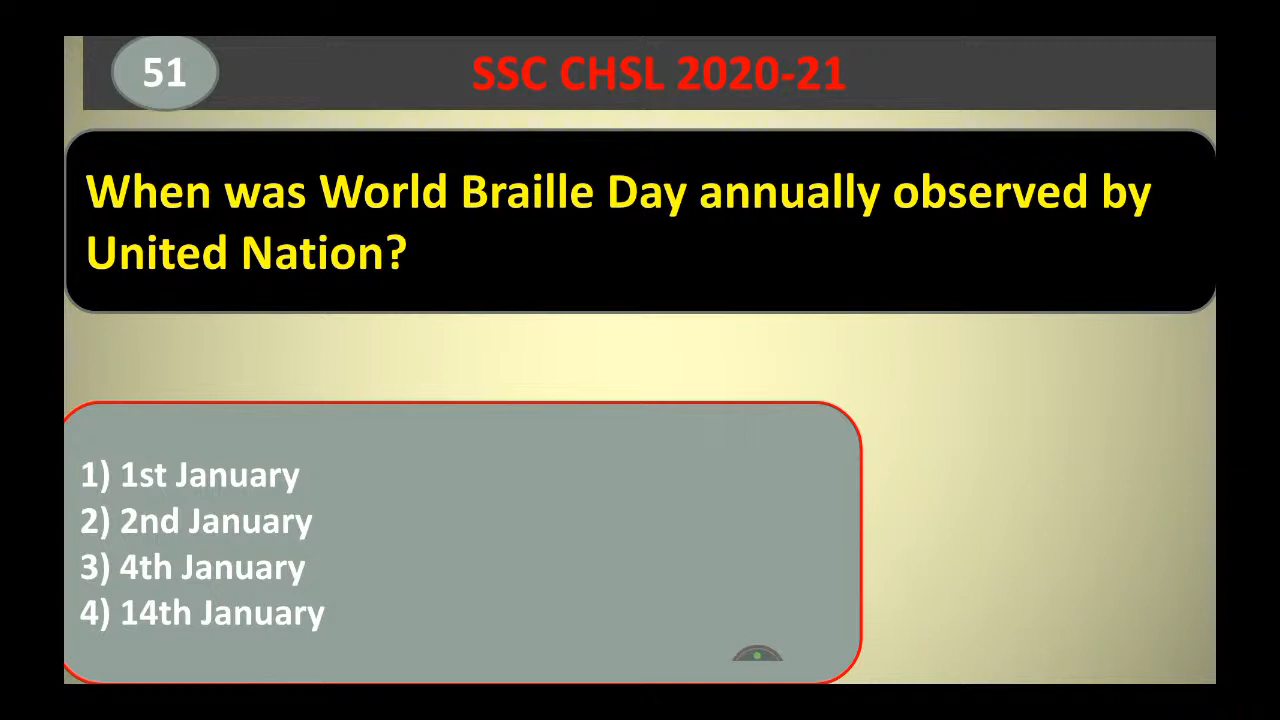 51
SSC CHSL 2020-21
When was World Braille Day annually observed by
United Nation?
1) 1st January
2) 2nd January
3) 4th January
4) 14th January